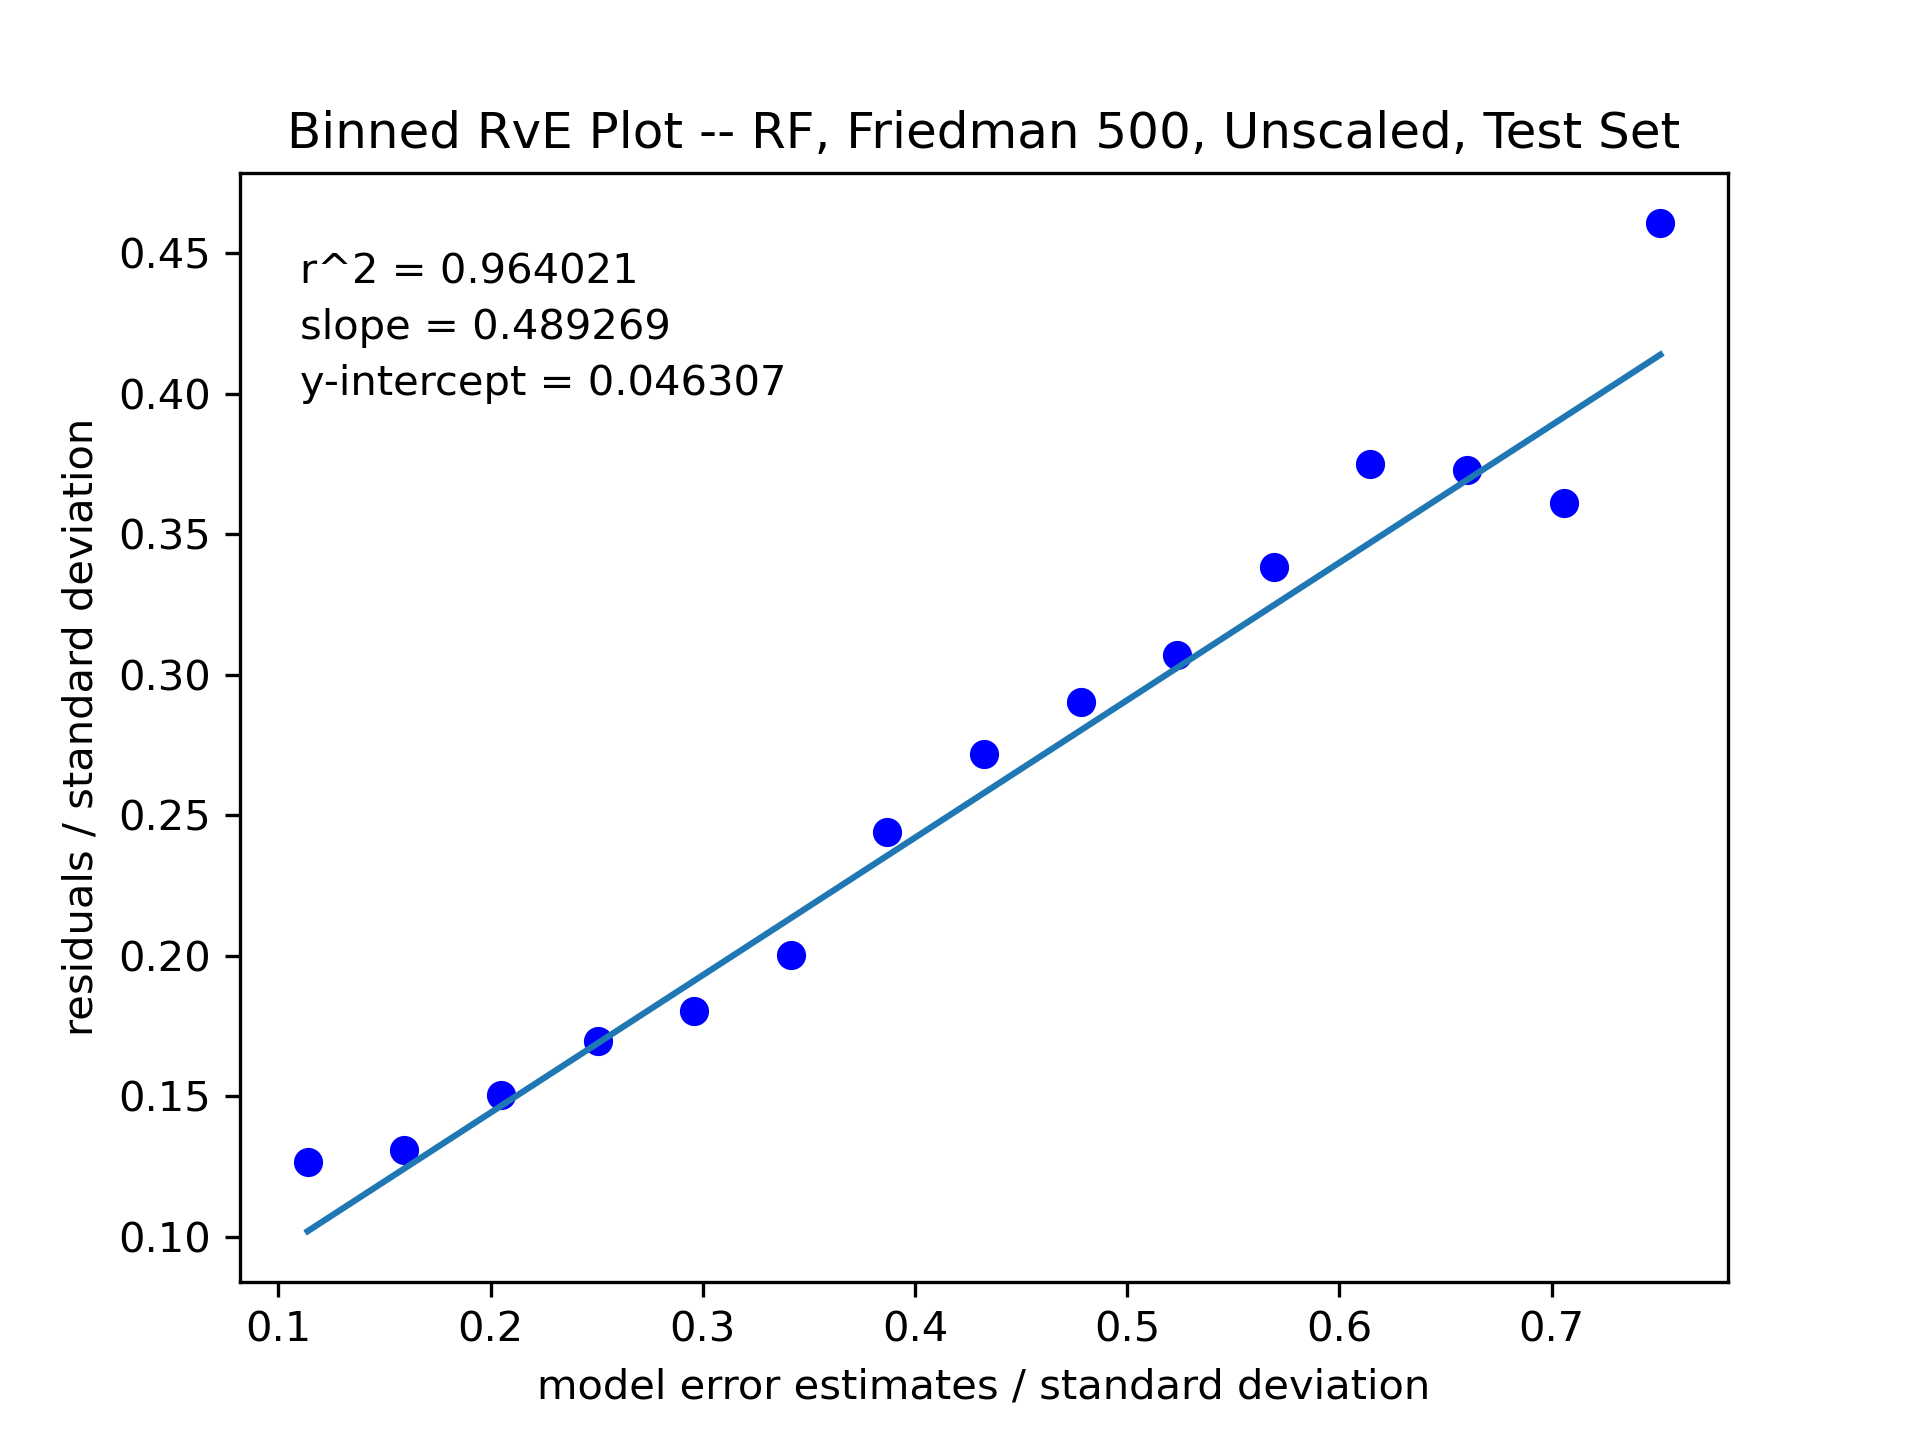 Binned RvE Plot -- RF, Friedman 500, Unscaled, Test Set
r^2 = 0.964021
slope = 0.489269
y-intercept = 0.046307
residuals / standard deviation
0.45
0.40
0.35
0.30
0.25
0.20
0.15
0.10
0.1 0.2 0.3 0.4 0.5 0.6 0.7
model error estimates / standard deviation